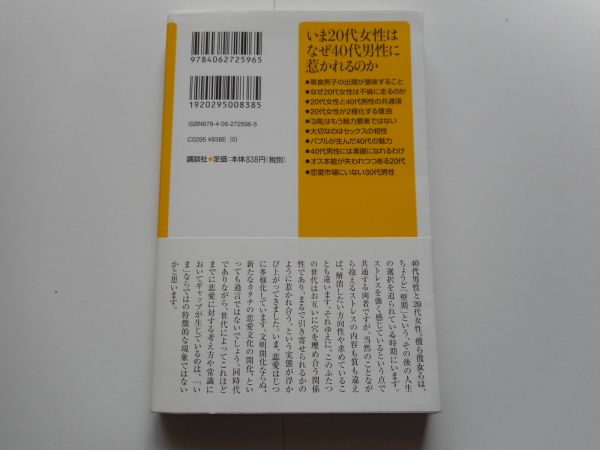 いま20代女性は
なぜ40代男性に
惹かれるのか
●草食男子の出現が意味すること
●なぜ20代女性は不倫に走るのか
●20代女性と40代男性の共通項
●20代女性が2極化する理由
●「3高」はもう魅力要素ではない
●大切なのはセックスの相性
●バブルが生んだ40代の魅力
●40代男性には素直になれるわけ
●オス本能が失われつつある20代
●恋愛市場にいない30代男性
9784062725965
1920295008385
ISBN978-4-06-272596-5
C0295 ¥838E (0)
講談社●定価:本体838円(税別)
40代男性と20代女性。彼ら彼女らは、
ちょうど「壁期」という、その後の人生
の選択を迫られている時期にいます。
ストレスを強く感じているという点で
共通する両者ですが、当然のことなが
ら抱えるストレスの内容も質も違え
ば、解消したい方向性や求めているこ
とも違います。それゆえに、このふたつ
の世代はお互いに穴を埋め合う関係
性であり、まるで引き寄せられるかの
ように惹かれ合う、という実態が浮か
び上がってきました。いま、恋愛はじつ
に多様化しています。文明開化ならぬ、
新たなカタチの恋愛文化の開化、とい
っても過言ではないでしょう。同時代
でありながら、世代によってこれほど
までに恋愛に対する考え方や常識に
おいてギャップが生じているのは、「い
ま」ならではの特徴的な現象ではない
かと思います。